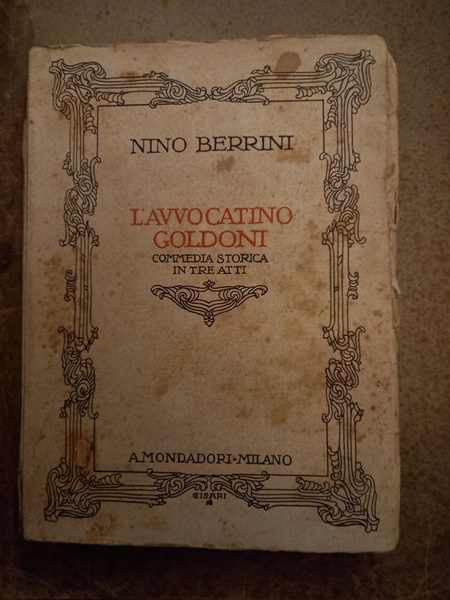 NINO BERRINI
L'AVVOCATINO
GOLDONI
COMMEDIA STORICA
IN TRE ATTI
A. MONDADORI - MILANO
CISARI